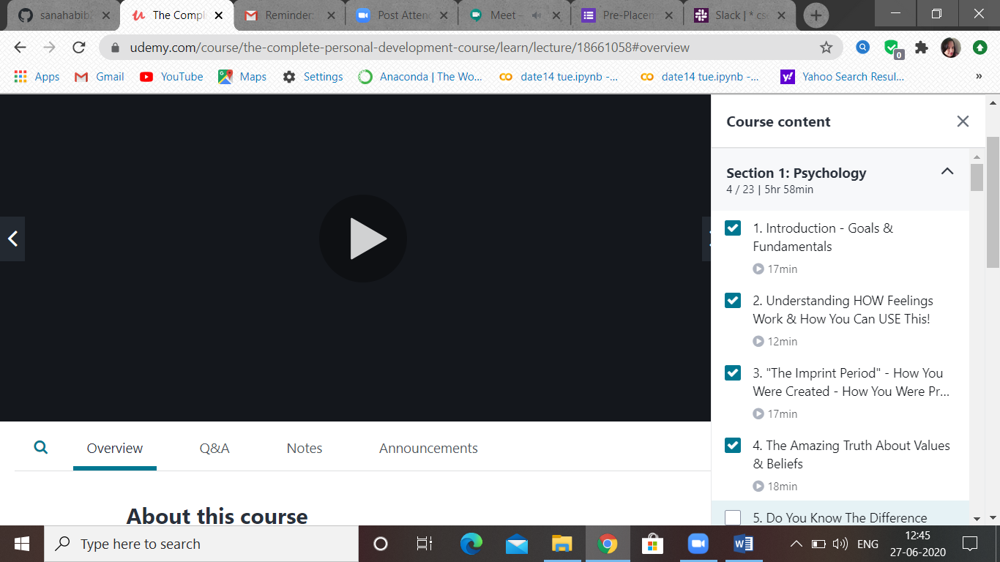 sanahabib
The Compl
Reminder:
Post Atten
Meet –
Pre-Placem
Slack | * cs
udemy.com/course/the-complete-personal-development-course/learn/lecture/18661058#overview
0
Apps
Gmail
YouTube
Maps
Settings
Anaconda | The Wo...
date14 tue.ipynb -...
date14 tue.ipynb -...
Yahoo Search Resul...
»
Course content
Section 1: Psychology
4 / 23 | 5hr 58min
1. Introduction - Goals &
Fundamentals
17min
2. Understanding HOW Feelings
Work & How You Can USE This!
12min
3. "The Imprint Period" - How You
Were Created - How You Were Pr...
17min
4. The Amazing Truth About Values
& Beliefs
18min
5. Do You Know The Difference
Overview
Q&A
Notes
Announcements
About this course
Type here to search
ENG
12:45
27-06-2020